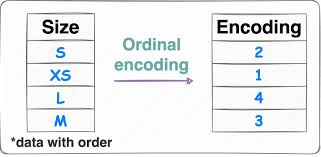 Size
S
XS
L
M
*data with order
Ordinal
encoding
Encoding
2
1
4
3